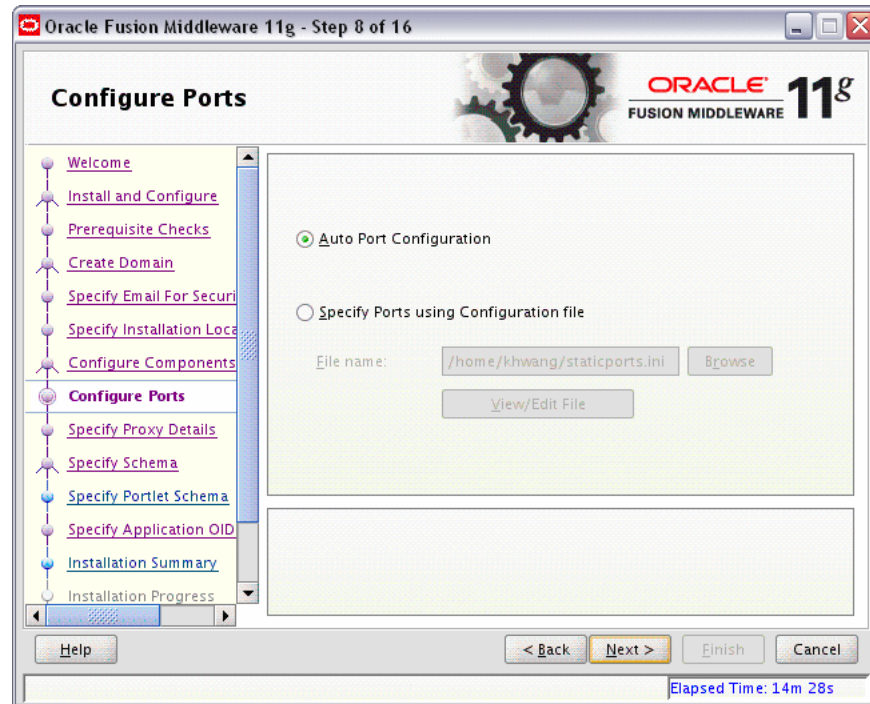 Oracle Fusion Middleware 11g - Step 8 of 16
Configure Ports
ORACLE
FUSION MIDDLEWARE
11g
Welcome
Install and Configure
Prerequisite Checks
Create Domain
Specify Email For Securi
Specify Installation Loca
Configure Components
Configure Ports
Specify Proxy Details
Specify Schema
Specify Portlet Schema
Specify Application OID
Installation Summary
Installation Progress
Auto Port Configuration
Specify Ports using Configuration file
File name: /home/khwang/staticports.ini Browse
View/Edit File
Help < Back Next > Finish Cancel
Elapsed Time: 14m 28s